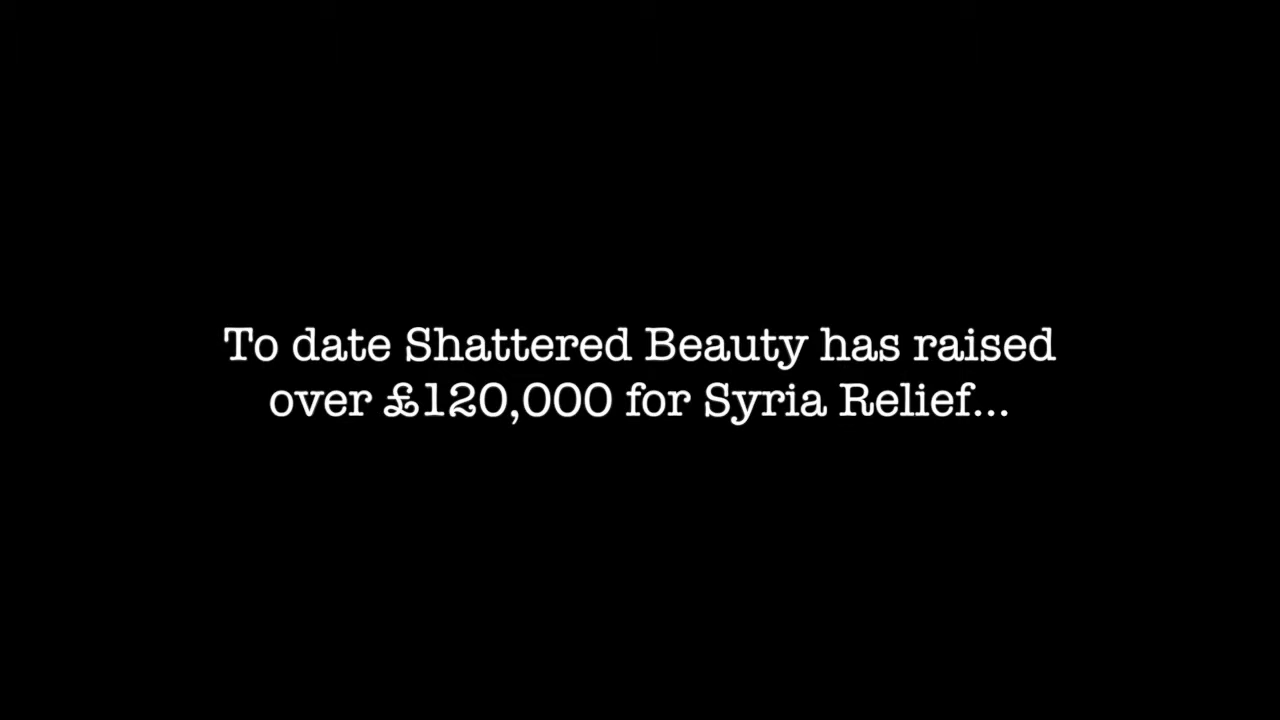 To date Shattered Beauty has raised
over £120,000 for Syria Relief...